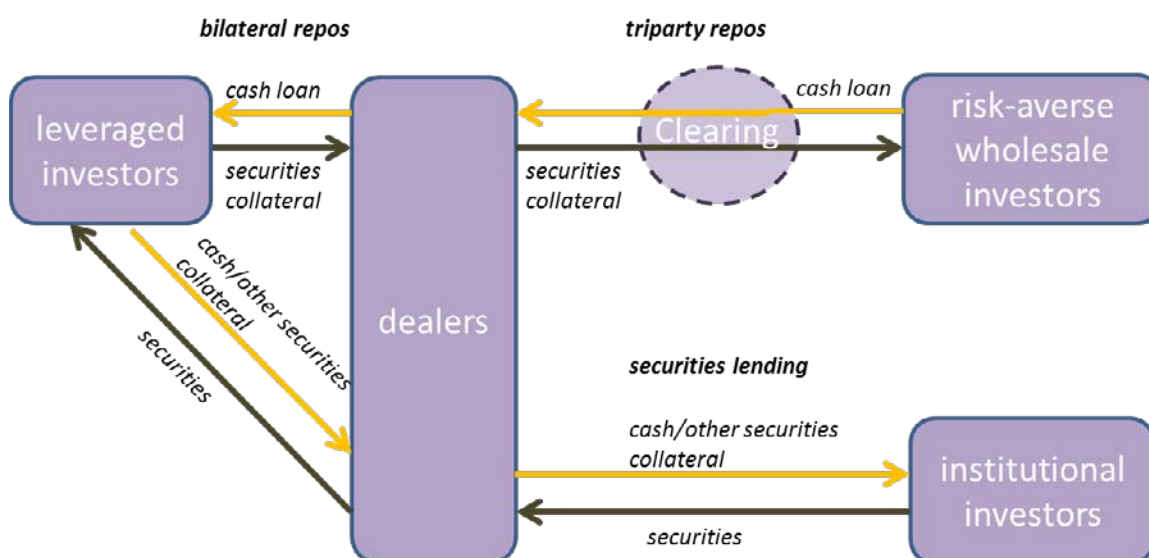 bilateral repos
triparty repos
cash loan
cash loan
leveraged
investors
securities
collateral
securities
collateral
Clearing
risk-averse
wholesale
investors
cash/other securities
collateral
securities
dealers
securities lending
cash/other securities
collateral
securities
institutional
investors